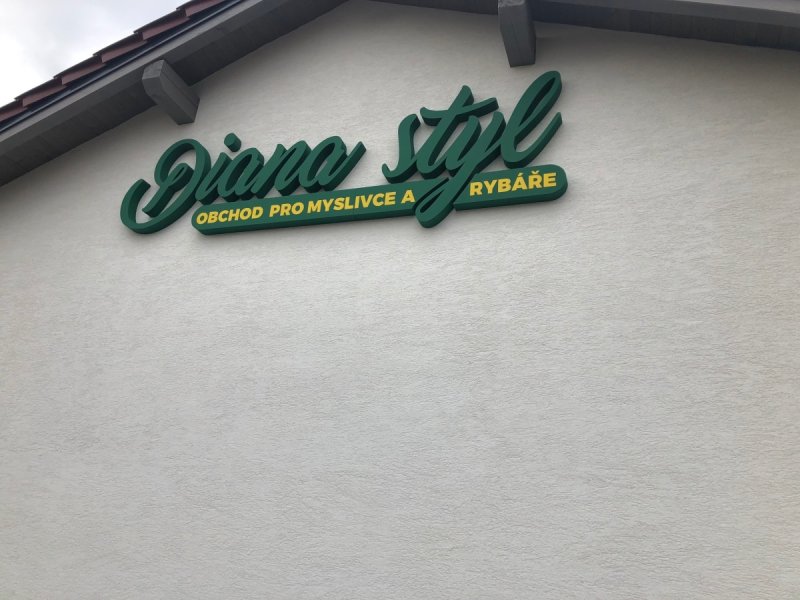 Diana styl
OBCHOD PRO MYSLIVCE A RYBÁŘE